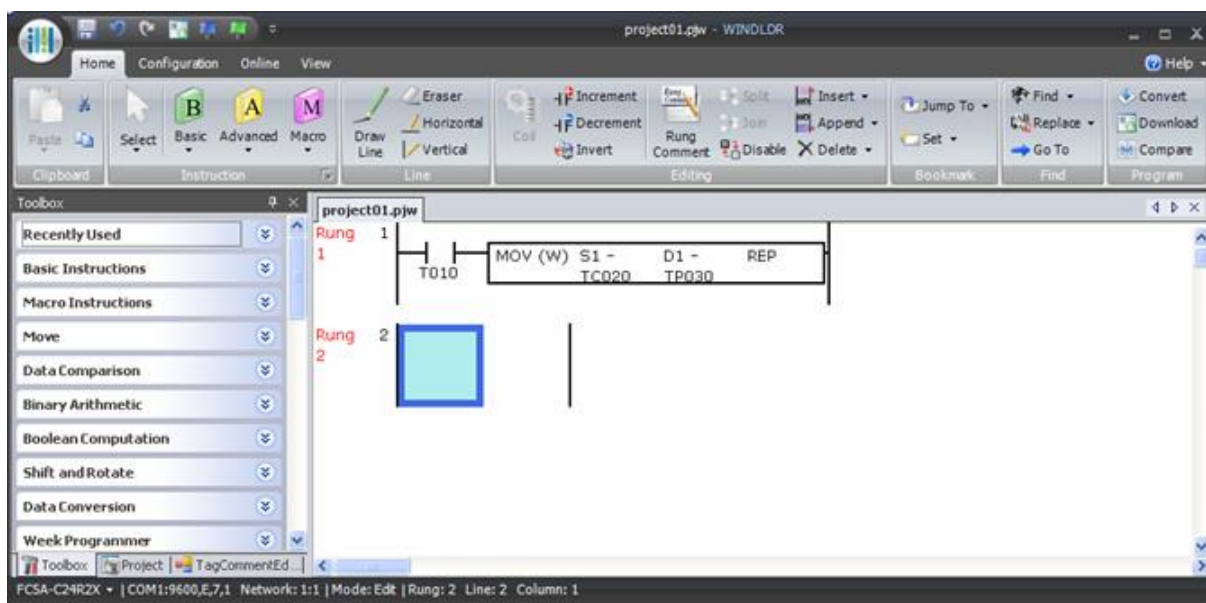 project01.pjw - WINDLDR
Home Configuration Online View Help
Paste
Select
Basic
Advanced
Macro
Draw Line
Eraser
Horizontal
Vertical
Coil
Increment
Decrement
Invert
Rung Comment
Split
Join
Disable
Insert
Append
Delete
Jump To
Set
Find
Replace
Go To
Convert
Download
Compare
Clipboard Instruction Line Editing Bookmark Find Program
Toolbox
Recently Used
Basic Instructions
Macro Instructions
Move
Data Comparison
Binary Arithmetic
Boolean Computation
Shift and Rotate
Data Conversion
Week Programmer
Toolbox Project TagCommentEd...
project01.pjw
Rung 1
1
T010
MOV (W) S1 - D1 - REP
TC020 TP030
Rung 2
2
FC5A-C24R2X | COM1:9600,E,7,1 Network: 1:1 | Mode: Edit | Rung: 2 Line: 2 Column: 1